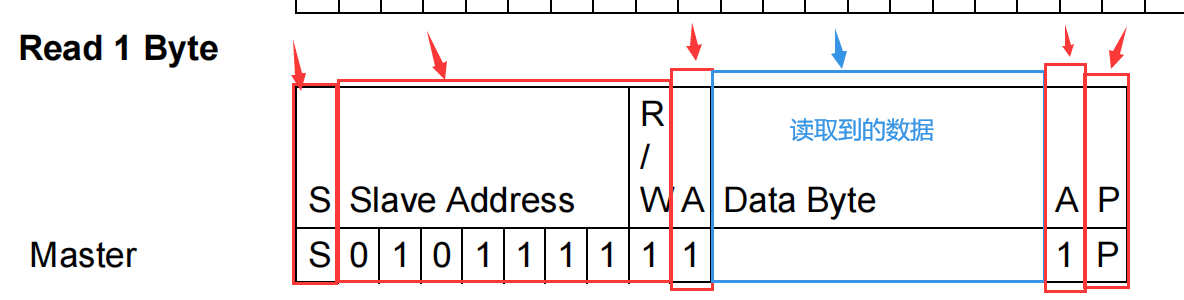 Read 1 Byte
R
/
S Slave Address W A Data Byte A P
读取到的数据
Master S 0 1 0 1 1 1 1 1 1 1 P